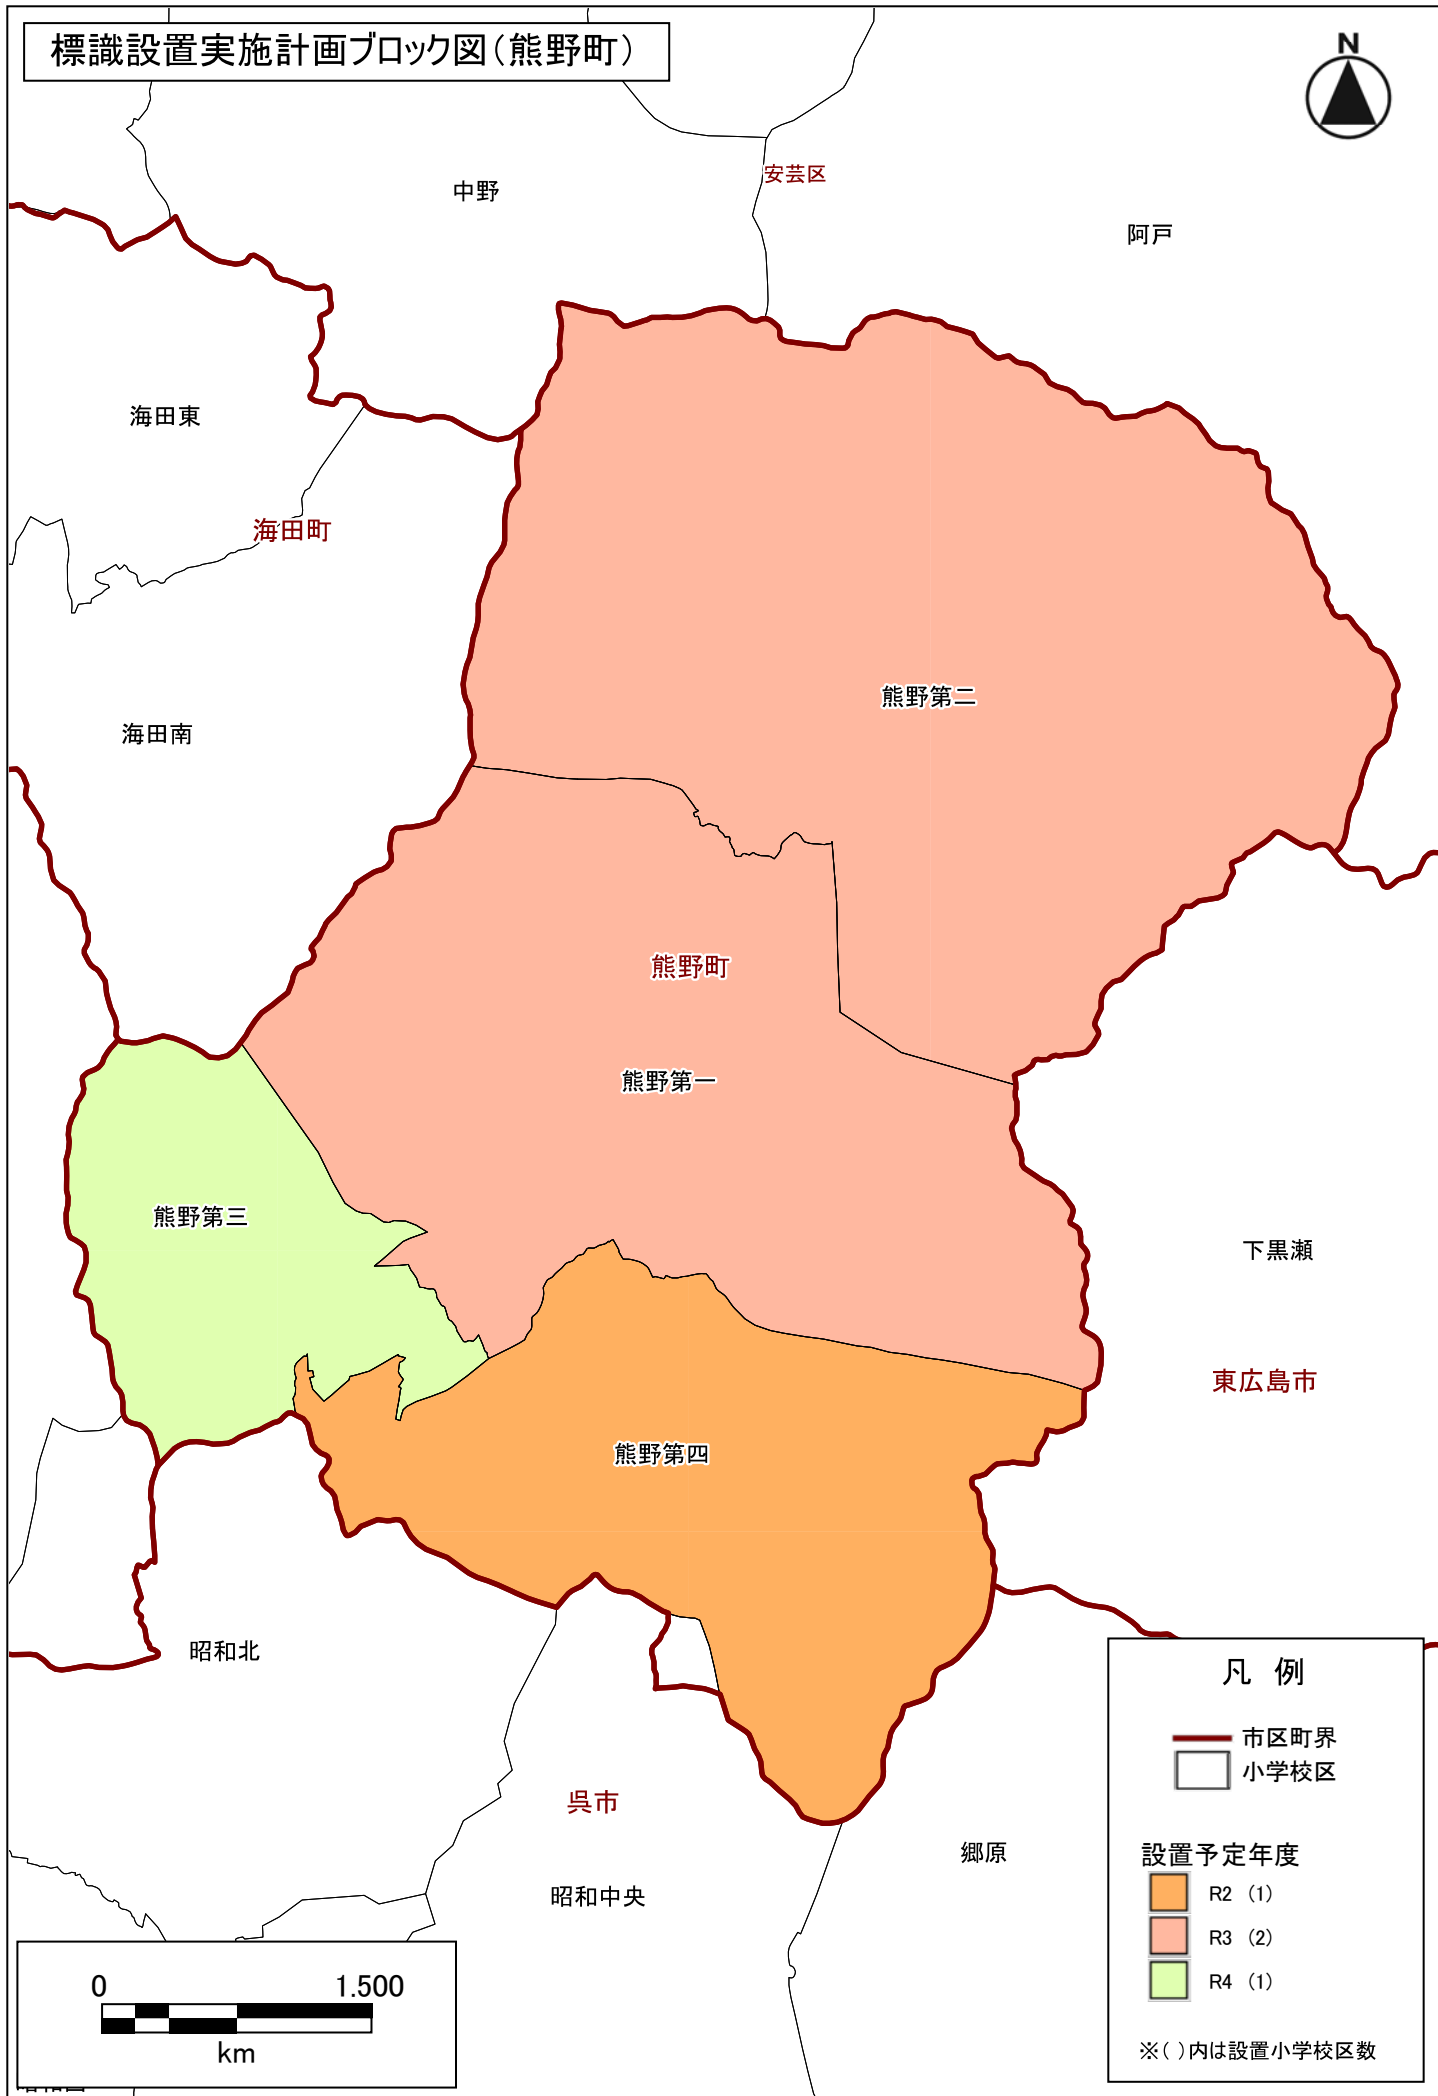 標識設置実施計画ブロック図（熊野町）
N
安芸区
中野
阿戸
海田東
海田町
熊野第二
海田南
熊野町
熊野第一
熊野第三
下黒瀬
東広島市
熊野第四
昭和北
呉市
郷原
昭和中央
凡 例
市区町界
小学校区
設置予定年度
R2 （1）
R3 （2）
R4 （1）
※（ ）内は設置小学校区数
0 1.500
km